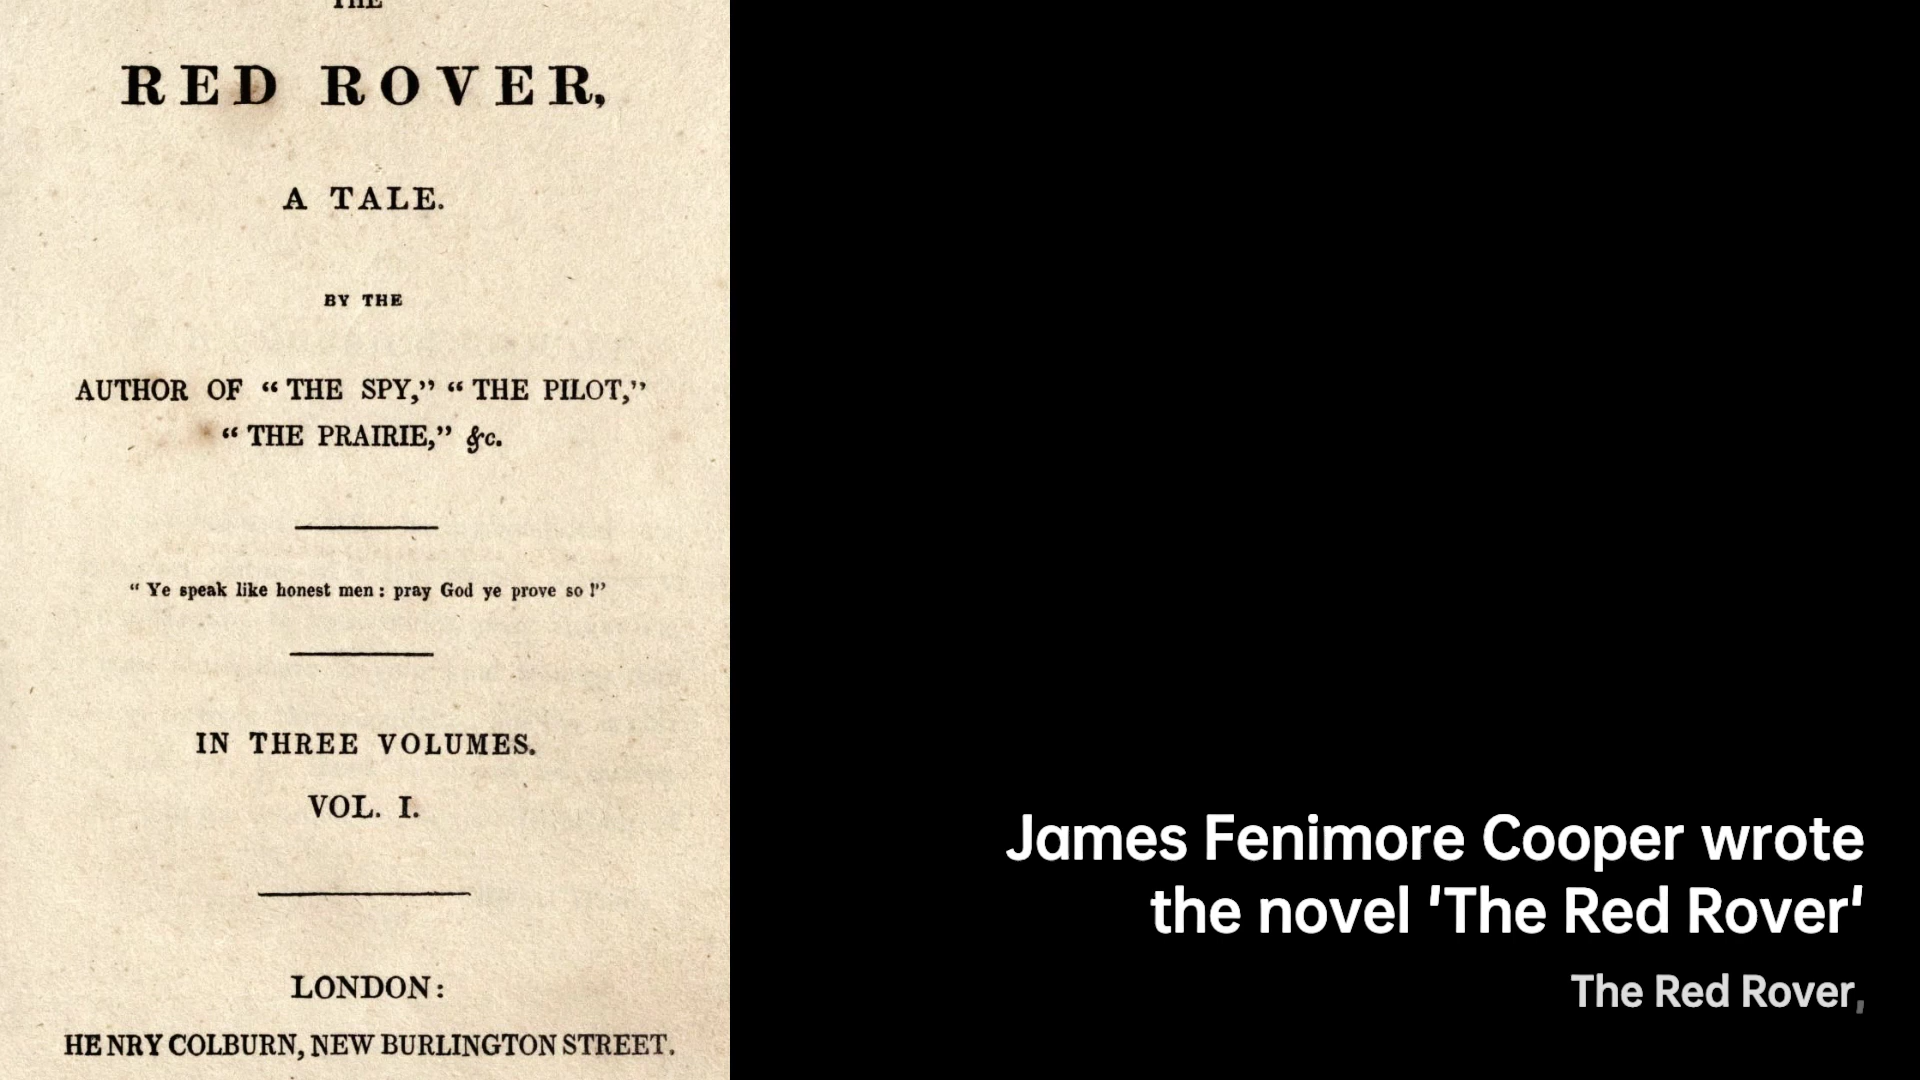 THE
RED ROVER,
A TALE.
BY THE
AUTHOR OF “ THE SPY,” “ THE PILOT,”
“ THE PRAIRIE,” &c.
“ Ye speak like honest men : pray God ye prove so !”
IN THREE VOLUMES.
VOL. I.
LONDON:
HENRY COLBURN, NEW BURLINGTON STREET.
James Fenimore Cooper wrote
the novel 'The Red Rover'
The Red Rover,